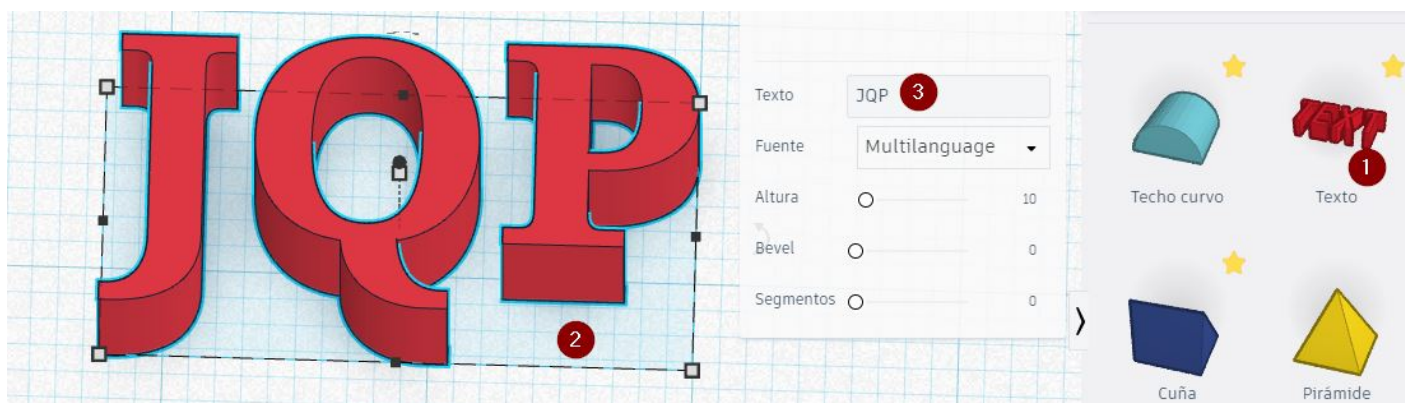 JQP
2
Texto JQP 3
Fuente Multilanguage
Altura 10
Bevel 0
Segmentos 0
TEXT
1
Techo curvo Texto
Cuña Pirámide